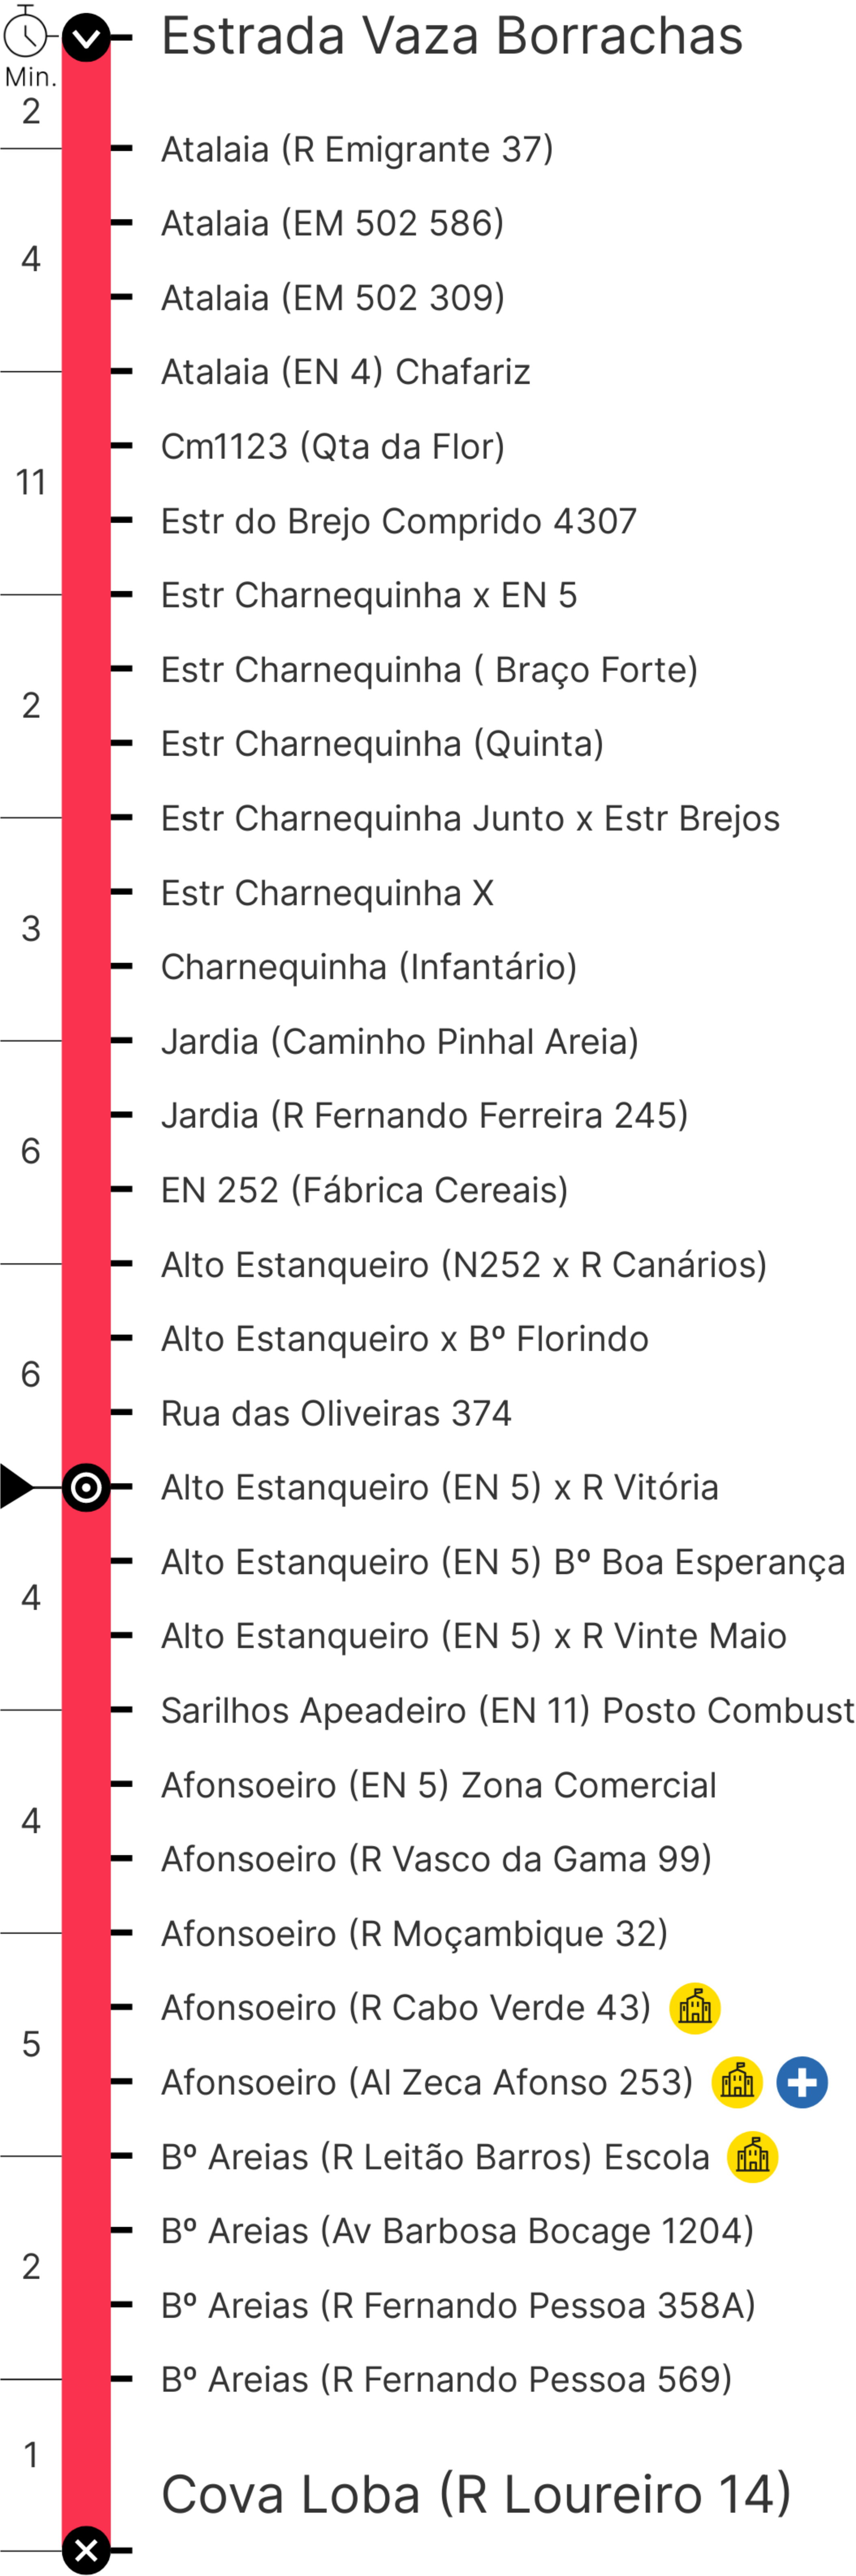 Estrada Vaza Borrachas
Min.
2
Atalaia (R Emigrante 37)
Atalaia (EM 502 586)
4
Atalaia (EM 502 309)
Atalaia (EN 4) Chafariz
Cm1123 (Qta da Flor)
11
Estr do Brejo Comprido 4307
Estr Charnequinha x EN 5
Estr Charnequinha ( Braço Forte)
2
Estr Charnequinha (Quinta)
Estr Charnequinha Junto x Estr Brejos
Estr Charnequinha X
3
Charnequinha (Infantário)
Jardia (Caminho Pinhal Areia)
Jardia (R Fernando Ferreira 245)
6
EN 252 (Fábrica Cereais)
Alto Estanqueiro (N252 x R Canários)
Alto Estanqueiro x Bº Florindo
6
Rua das Oliveiras 374
Alto Estanqueiro (EN 5) x R Vitória
Alto Estanqueiro (EN 5) Bº Boa Esperança
4
Alto Estanqueiro (EN 5) x R Vinte Maio
Sarilhos Apeadeiro (EN 11) Posto Combust
Afonsoeiro (EN 5) Zona Comercial
4
Afonsoeiro (R Vasco da Gama 99)
Afonsoeiro (R Moçambique 32)
Afonsoeiro (R Cabo Verde 43)
5
Afonsoeiro (Al Zeca Afonso 253)
Bº Areias (R Leitão Barros) Escola
Bº Areias (Av Barbosa Bocage 1204)
2
Bº Areias (R Fernando Pessoa 358A)
Bº Areias (R Fernando Pessoa 569)
1
Cova Loba (R Loureiro 14)